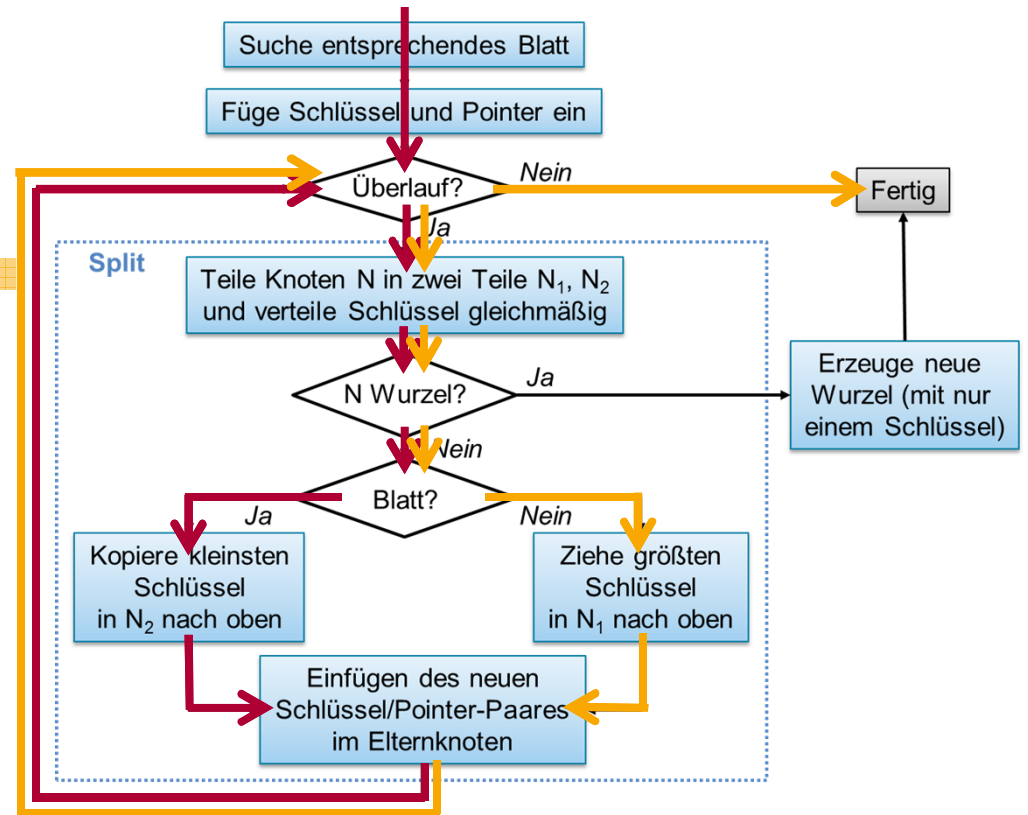 Suche entsprechendes Blatt
Füge Schlüssel und Pointer ein
Überlauf?
Nein
Fertig
Ja
Split
Teile Knoten N in zwei Teile N₁, N₂
und verteile Schlüssel gleichmäßig
N Wurzel?
Ja
Erzeuge neue
Wurzel (mit nur
einem Schlüssel)
Nein
Blatt?
Ja
Nein
Kopiere kleinsten
Schlüssel
in N₂ nach oben
Ziehe größten
Schlüssel
in N₁ nach oben
Einfügen des neuen
Schlüssel/Pointer-Paares
im Elternknoten